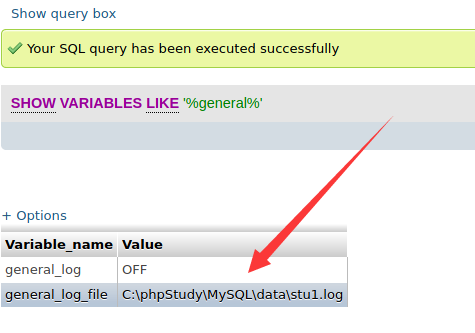 Show query box
Your SQL query has been executed successfully
SHOW VARIABLES LIKE '%general%'
+ Options
Variable_name Value
general_log OFF
general_log_file C:\phpStudy\MySQL\data\stu1.log